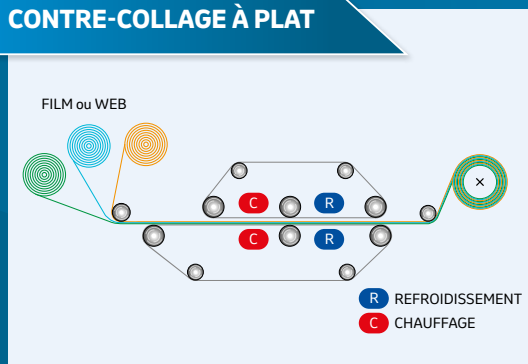 CONTRE-COLLAGE À PLAT
FILM ou WEB
C R
C R
R REFROIDISSEMENT
C CHAUFFAGE